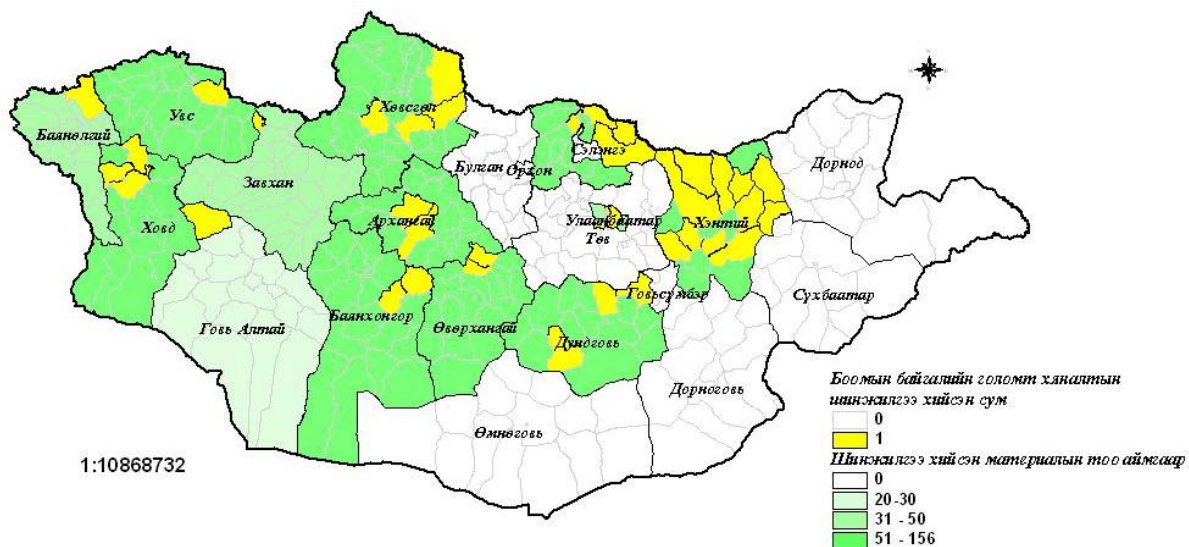 Баянөлгий
Увс
Хөвсгөл
Ховд
Завхан
Говь Алтай
Архангай
Баянхонгор
Өвөрхангай
Булган
Орхон
Сэлэнгэ
Улаанбаатар
Төв
Дундговь
Говьсүмбэр
Өмнөговь
Дорноговь
Хэнтий
Дорнод
Сүхбаатар
1:10868732
Боомын байгалийн голомт хяналтын
шинжилгээ хийсэн сум
0
1
Шинжилгээ хийсэн материалын тоо аймгаар
0
20-30
31 - 50
51 - 156